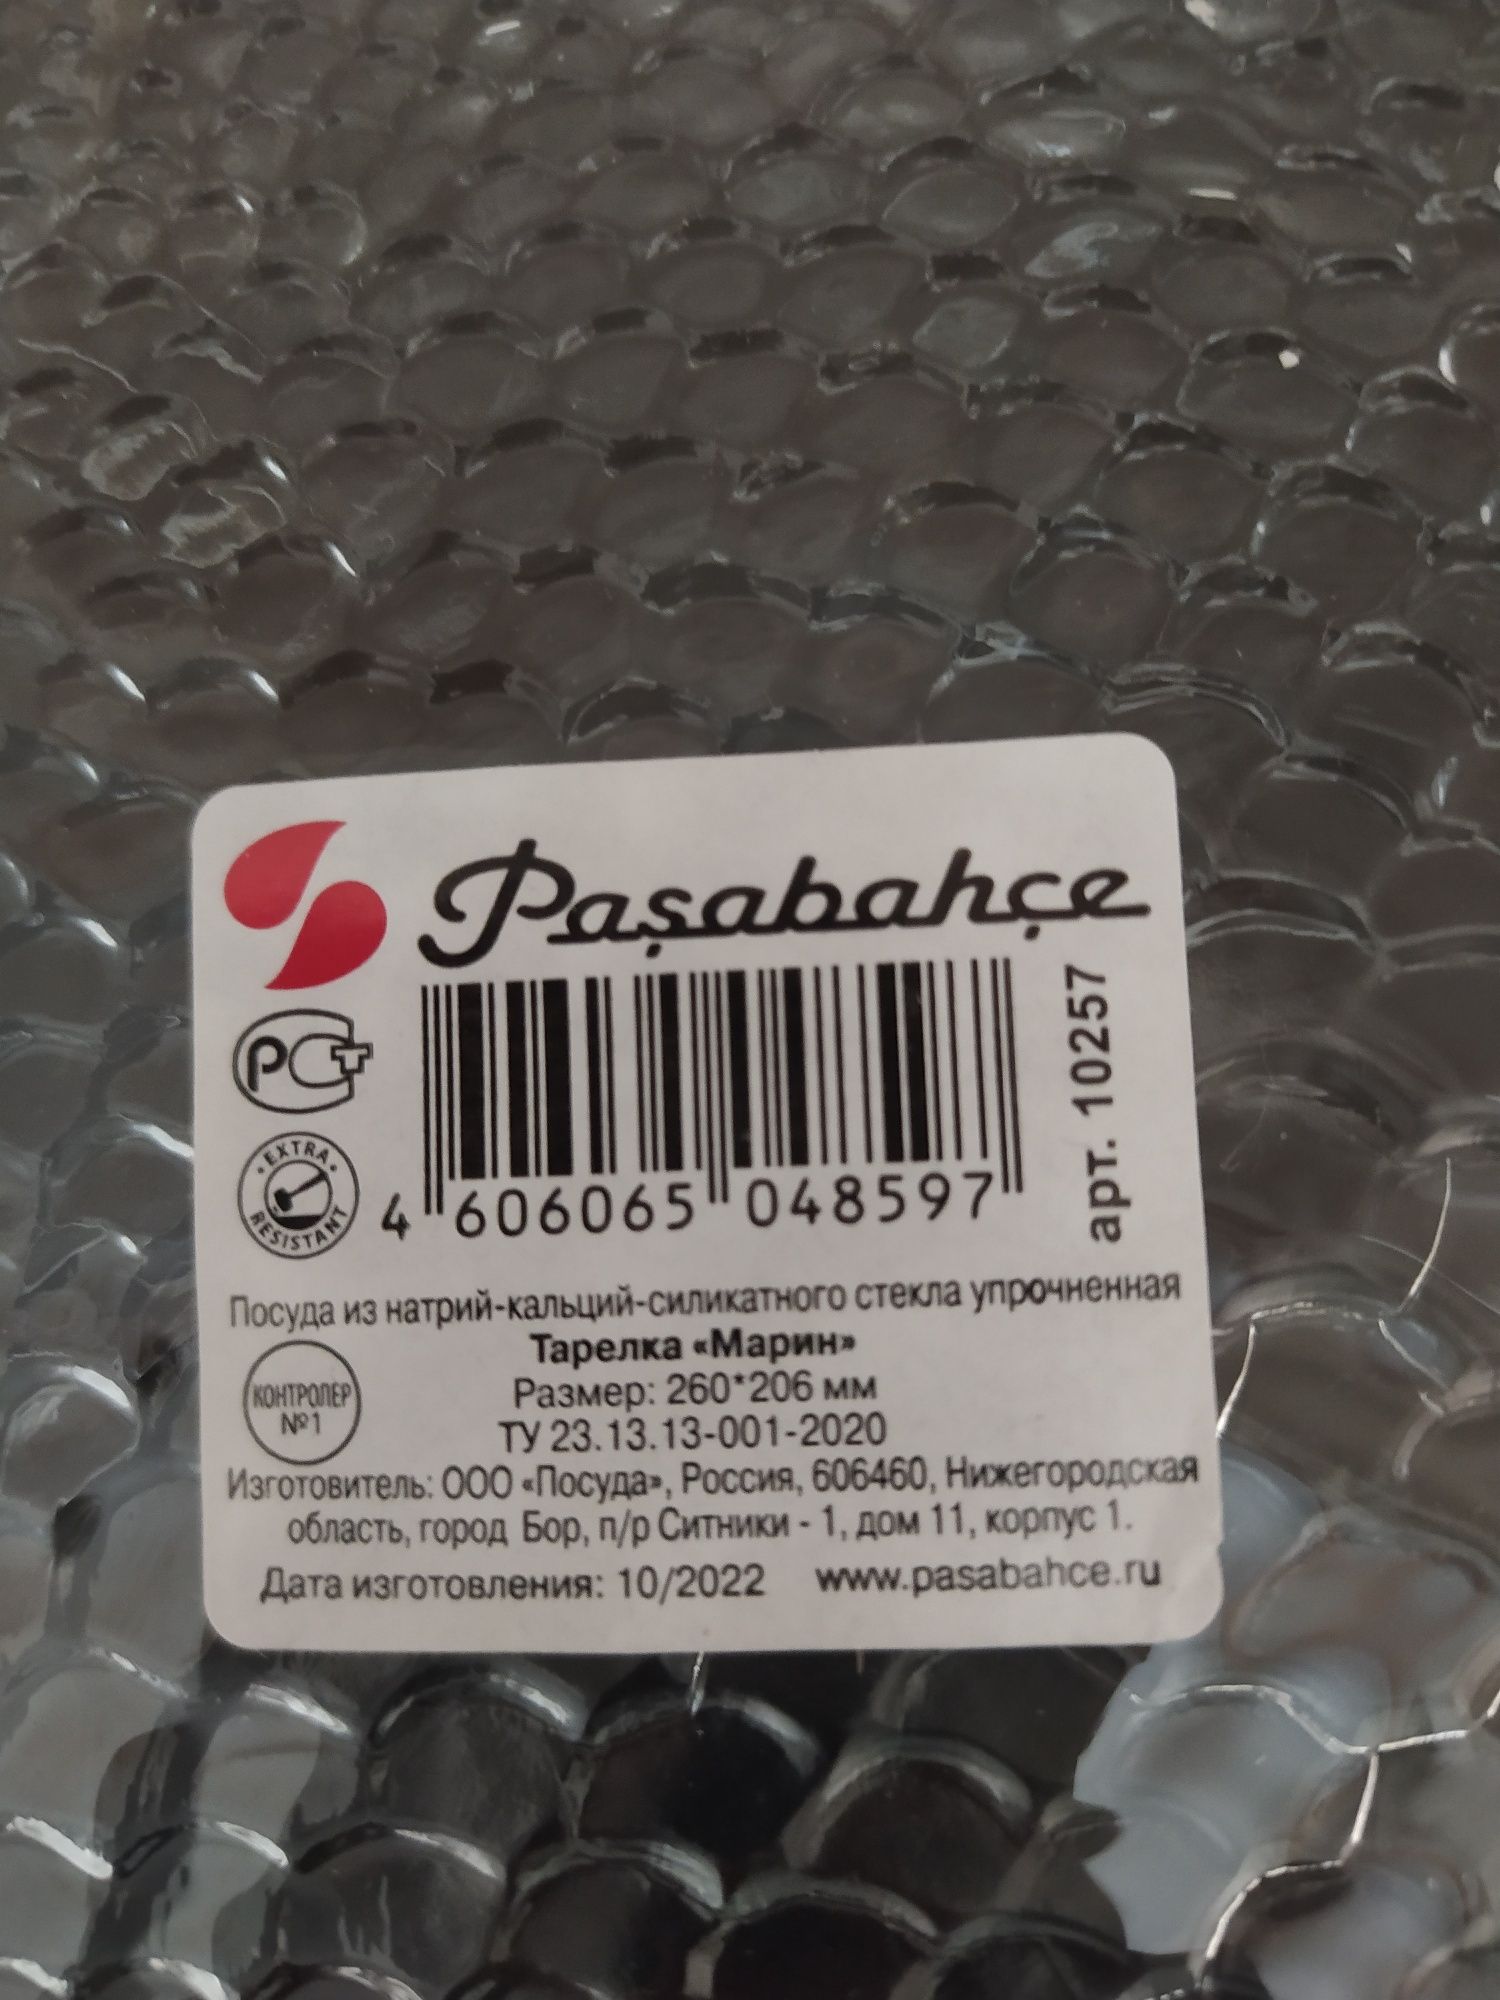 Paşabahçe
РСТ
EXTRA
RESISTANT
4 606065 048597
арт. 10257
Посуда из натрий-кальций-силикатного стекла упрочненная
Тарелка «Марин»
КОНТРОЛЕР
№1
Размер: 260*206 мм
ТУ 23.13.13-001-2020
Изготовитель: ООО «Посуда», Россия, 606460, Нижегородская
область, город Бор, п/р Ситники - 1, дом 11, корпус 1.
Дата изготовления: 10/2022 www.pasabahce.ru